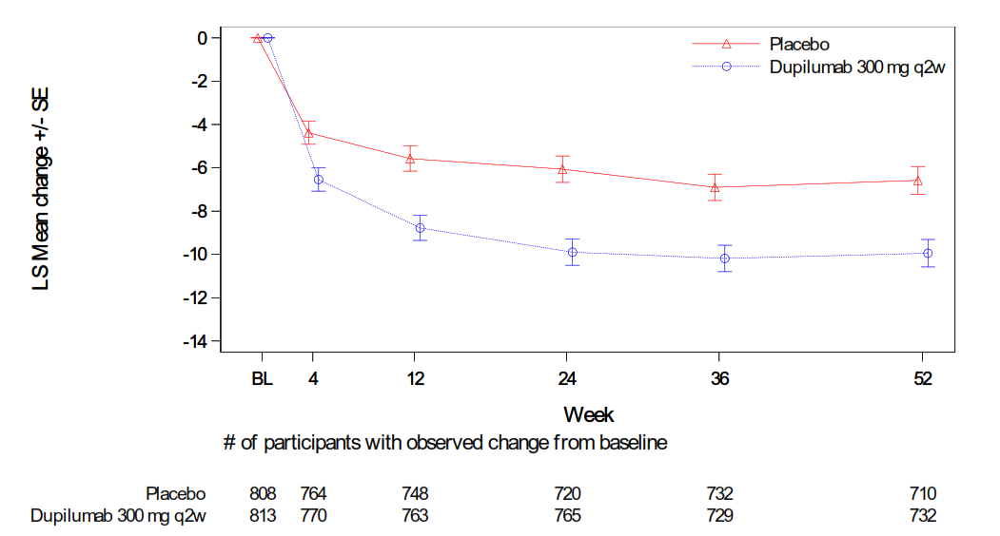 0
-2
-4
-6
-8
-10
-12
-14
LS Mean change +/- SE
Placebo
Dupilumab 300 mg q2w
BL 4 12 24 36 52
Week
# of participants with observed change from baseline
Placebo 808 764 748 720 732 710
Dupilumab 300 mg q2w 813 770 763 765 729 732